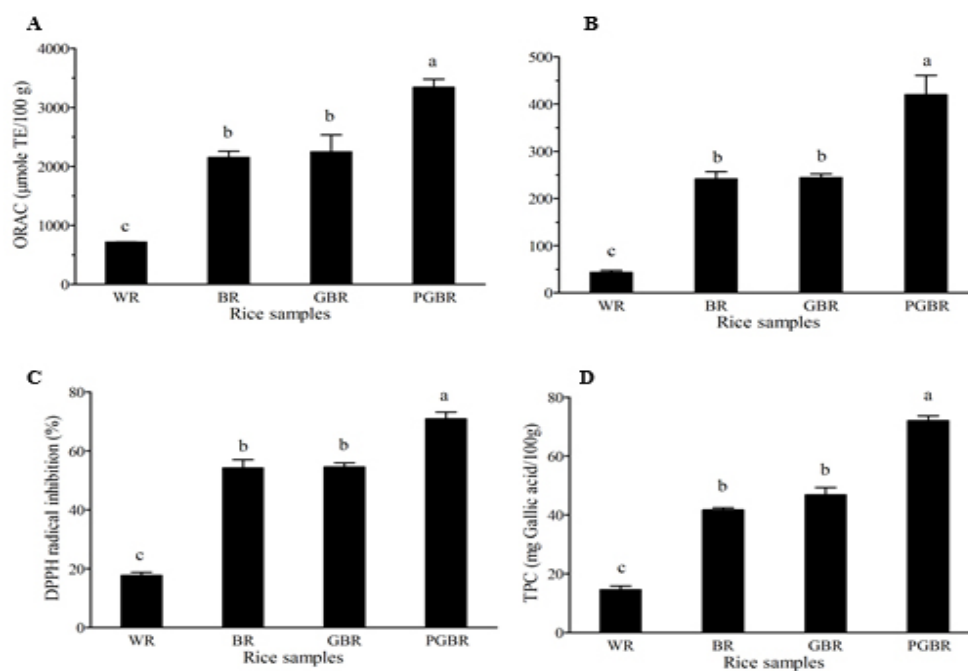 A
ORAC (µmole TE/100 g)
4000
3000
2000
1000
0
c
b
b
a
WR BR GBR PGBR
Rice samples
B
500
400
300
200
100
0
c
b
b
a
WR BR GBR PGBR
Rice samples
C
DPPH radical inhibition (%)
80
60
40
20
0
c
b
b
a
WR BR GBR PGBR
Rice samples
D
TPC (mg Gallic acid/100g)
80
60
40
20
0
c
b
b
a
WR BR GBR PGBR
Rice samples